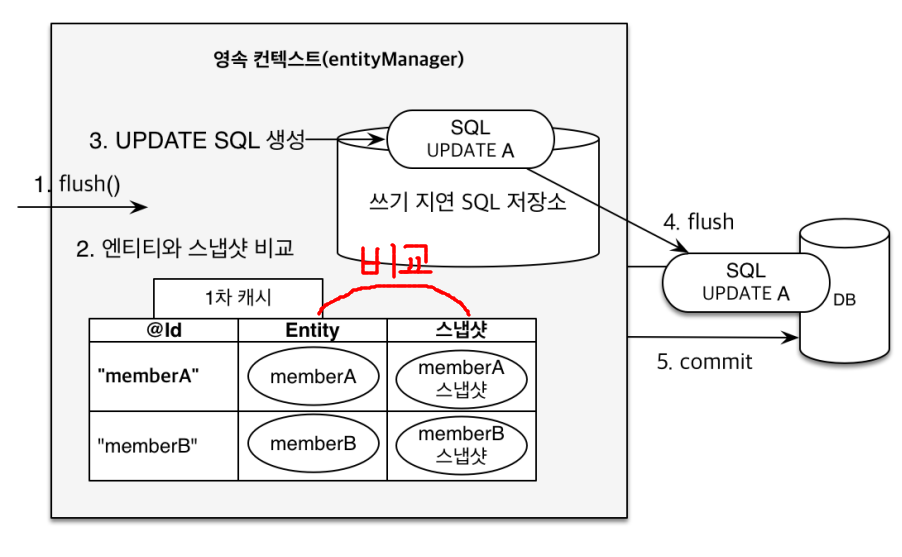 영속 컨텍스트(entityManager)
3. UPDATE SQL 생성
SQL
UPDATE A
1. flush()
쓰기 지연 SQL 저장소
4. flush
2. 엔티티와 스냅샷 비교
비교
SQL
UPDATE A
DB
1차 캐시
@Id Entity 스냅샷
5. commit
"memberA" memberA memberA
스냅샷
"memberB" memberB memberB
스냅샷